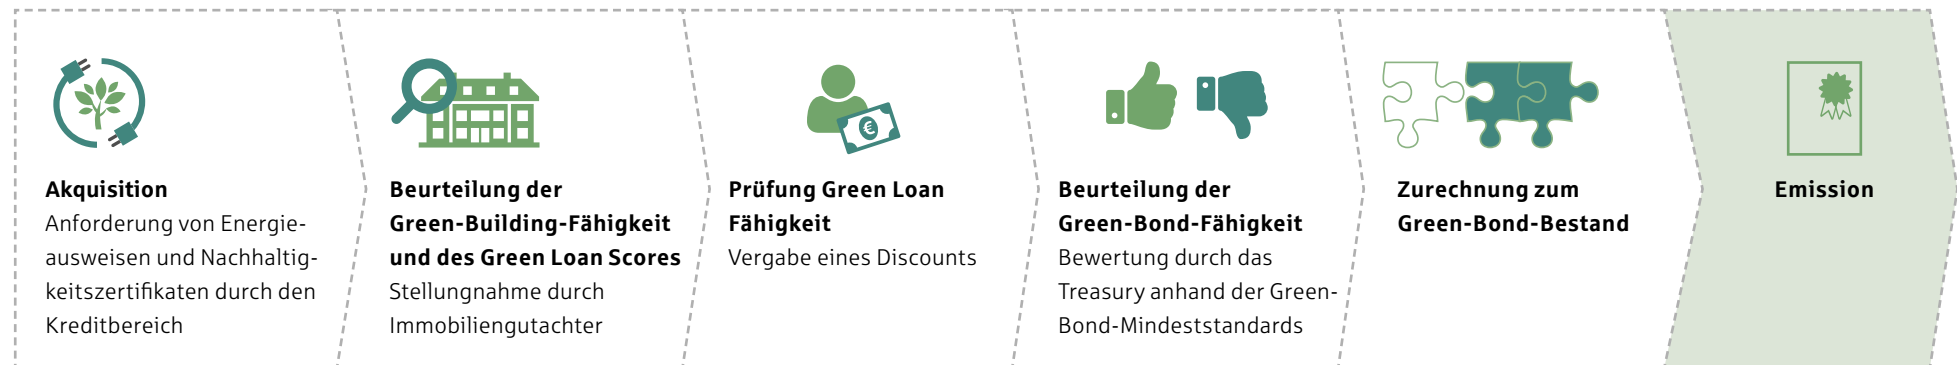 Akquisition
Anforderung von Energie-
ausweisen und Nachhaltig-
keitszertifikaten durch den
Kreditbereich
Beurteilung der
Green-Building-Fähigkeit
und des Green Loan Scores
Stellungnahme durch
Immobiliengutachter
Prüfung Green Loan
Fähigkeit
Vergabe eines Discounts
Beurteilung der
Green-Bond-Fähigkeit
Bewertung durch das
Treasury anhand der Green-
Bond-Mindeststandards
Zurechnung zum
Green-Bond-Bestand
Emission